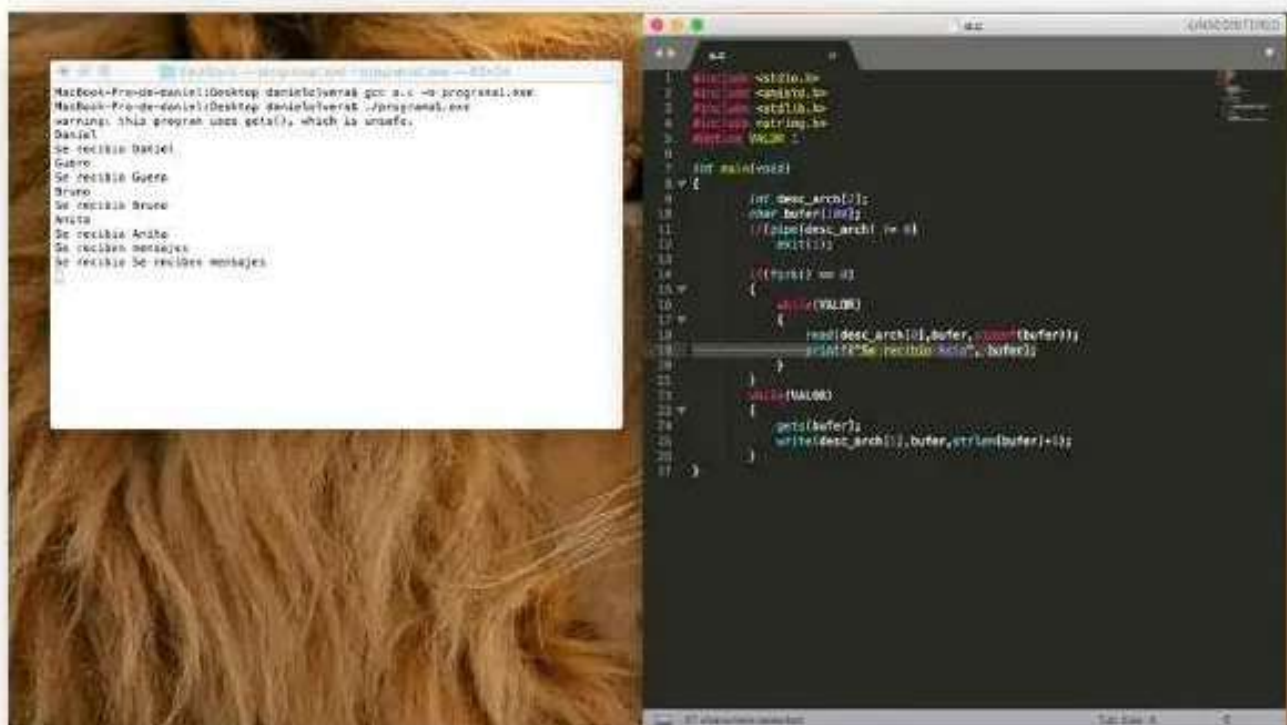 MacBook-Pro-de-daniel:Desktop danielolvera$ gcc a.c -o programa1.exe
MacBook-Pro-de-daniel:Desktop danielolvera$ ./programa1.exe
warning: this program uses gets(), which is unsafe.
Daniel
Se recibio Daniel
Se recibio Guero
Bruno
Se recibio Bruno
Anita
Se recibio Anita
Se reciben mensajes
Se recibio Se reciben mensajes
a.c
UNREGISTERED
a.c
1 #include <stdio.h>
2 #include <unistd.h>
3 #include <stdlib.h>
4 #include <string.h>
5 #define VALOR
6
7 int main(void)
8 {
9 int desc_arch[2];
10 char bufer[100];
11 if(pipe(desc_arch) != 0)
12 exit(1);
13
14 if(fork() == 0)
15 {
16 while(VALOR)
17 {
18 read(desc_arch[0],bufer,sizeof(bufer));
19 printf("Se recibio %s\n", bufer);
20 }
21 }
22 while(VALOR)
23 {
24 gets(bufer);
25 write(desc_arch[1],bufer,strlen(bufer)+1);
26 }
27 }
characters selected
Tab Size: 4